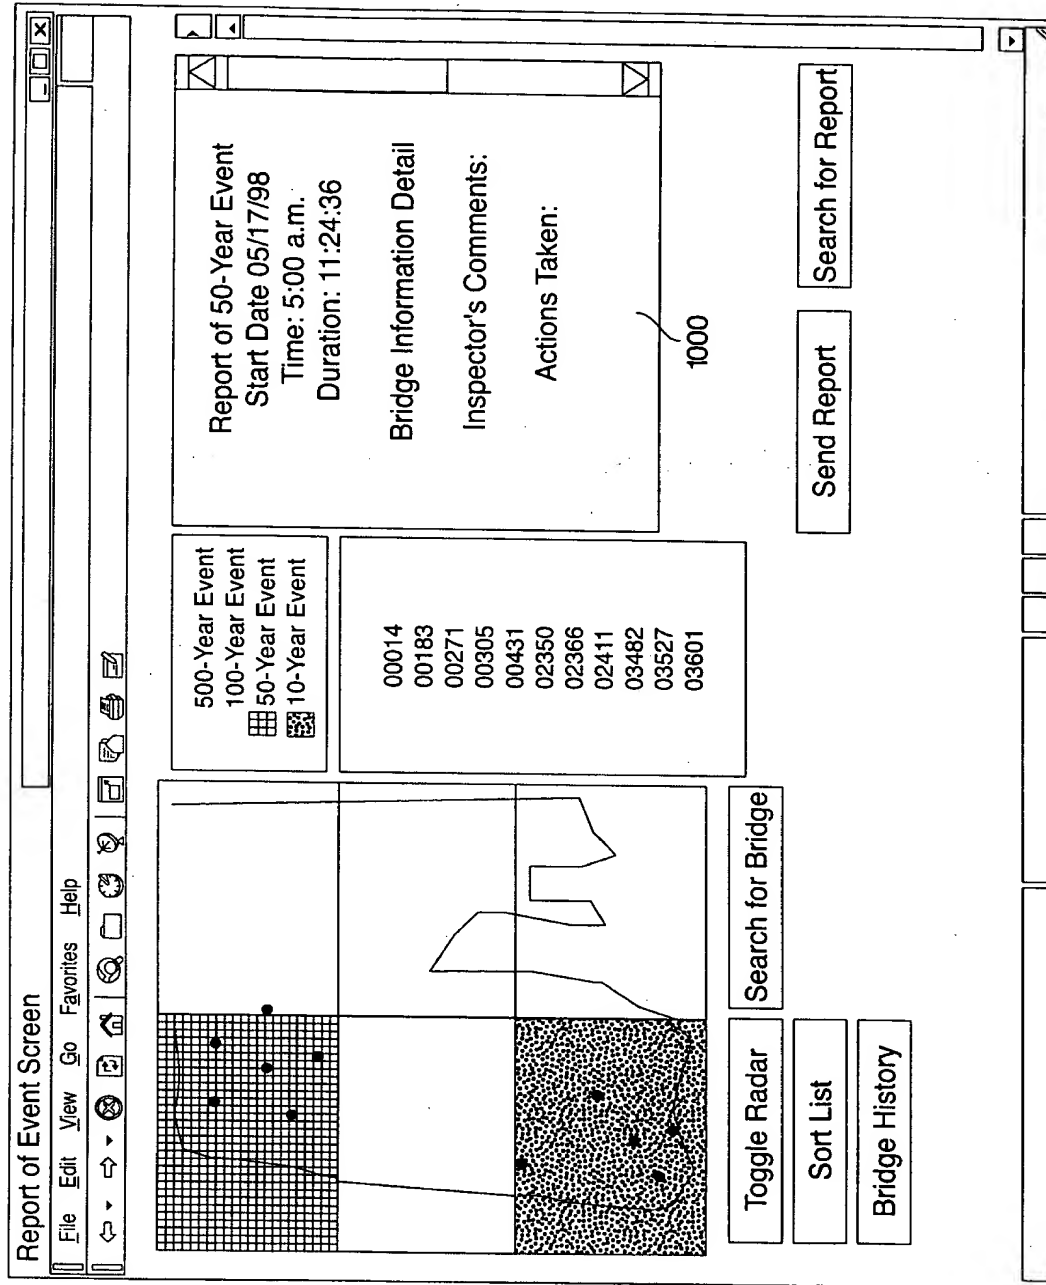 Report of Event Screen
File Edit View Go Favorites Help
500-Year Event
100-Year Event
50-Year Event
10-Year Event
00014
00183
00271
00305
00431
02350
02366
02411
03482
03527
03601
Report of 50-Year Event
Start Date 05/17/98
Time: 5:00 a.m.
Duration: 11:24:36
Bridge Information Detail
Inspector's Comments:
Actions Taken:
1000
Toggle Radar
Search for Bridge
Sort List
Bridge History
Send Report
Search for Report